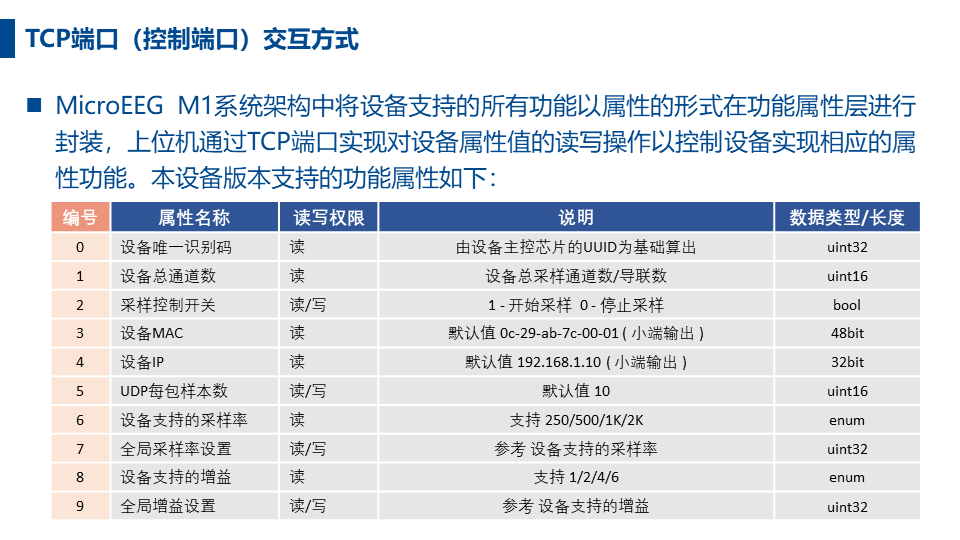 TCP端口（控制端口）交互方式
■ MicroEEG M1系统架构中将设备支持的所有功能以属性的形式在功能属性层进行
封装，上位机通过TCP端口实现对设备属性值的读写操作以控制设备实现相应的属
性功能。本设备版本支持的功能属性如下：
编号 属性名称 读写权限 说明 数据类型/长度
0 设备唯一识别码 读 由设备主控芯片的UUID为基础算出 uint32
1 设备总通道数 读 设备总采样通道数/导联数 uint16
2 采样控制开关 读/写 1 - 开始采样 0 - 停止采样 bool
3 设备MAC 读 默认值 0c-29-ab-7c-00-01 ( 小端输出 ) 48bit
4 设备IP 读 默认值 192.168.1.10 ( 小端输出 ) 32bit
5 UDP每包样本数 读/写 默认值 10 uint16
6 设备支持的采样率 读 支持 250/500/1K/2K enum
7 全局采样率设置 读/写 参考 设备支持的采样率 uint32
8 设备支持的增益 读 支持 1/2/4/6 enum
9 全局增益设置 读/写 参考 设备支持的增益 uint32